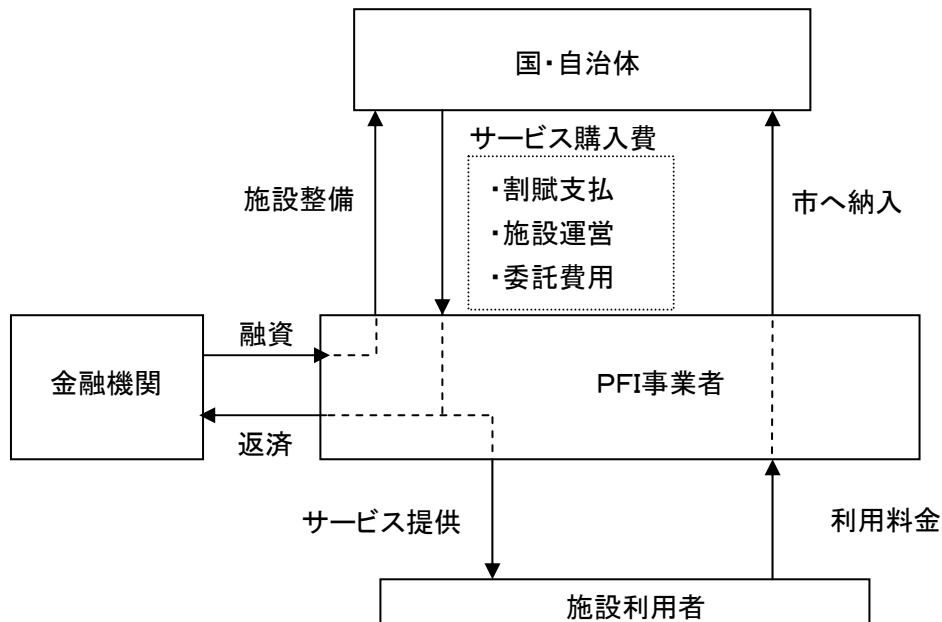 国・自治体
サービス購入費
・割賦支払
・施設運営
・委託費用
施設整備
市へ納入
融資
金融機関
PFI事業者
返済
サービス提供
利用料金
施設利用者